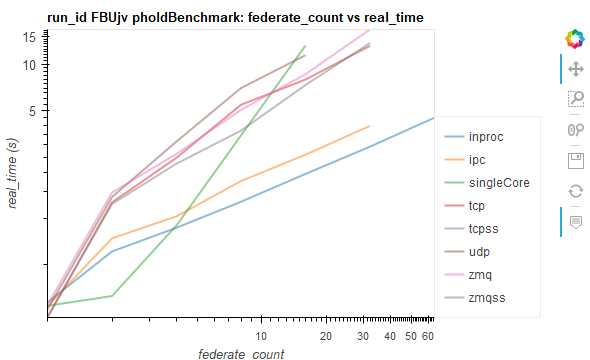 run_id FBUjv pholdBenchmark: federate_count vs real_time
15
10
5
real_time (s)
10
20
30
40
50
60
federate_count
inproc
ipc
singleCore
tcp
tcpss
udp
zmq
zmqss